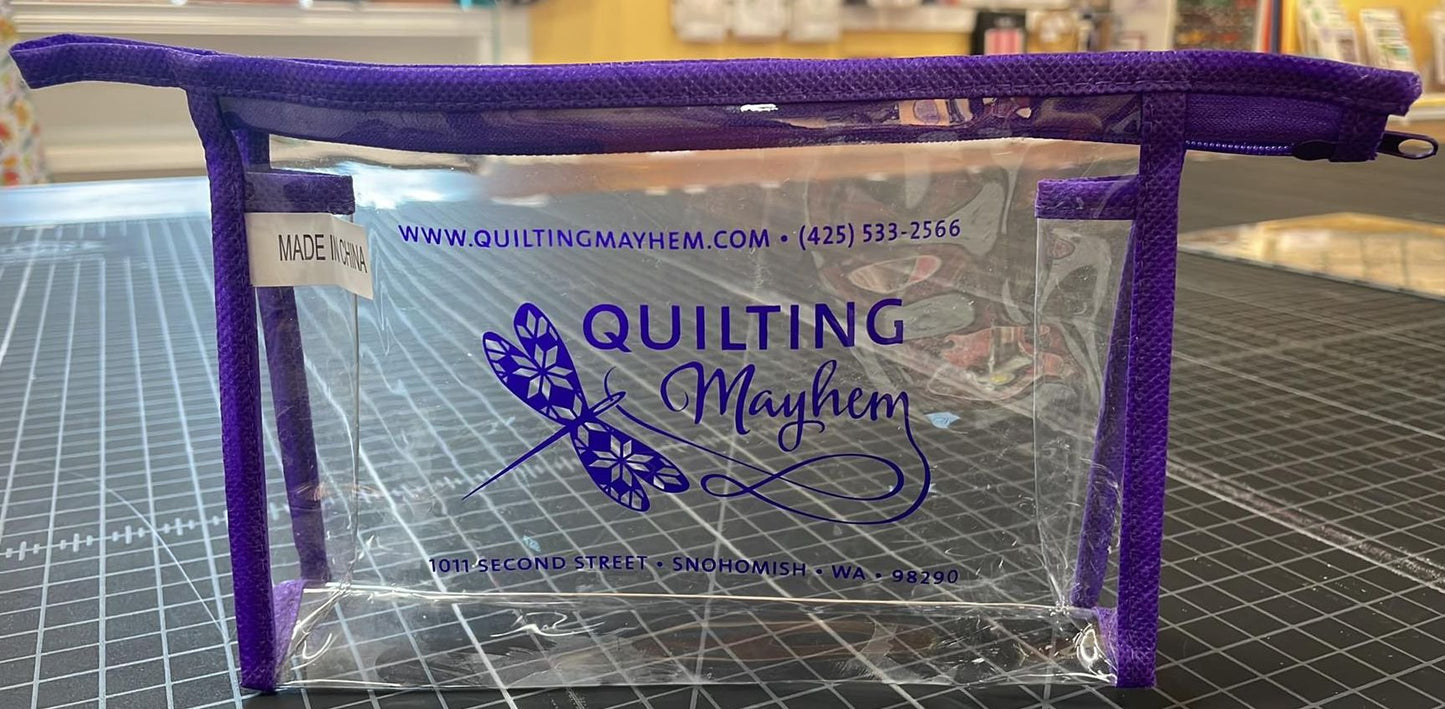 WWW.QUILTINGMAYHEM.COM • (425) 533-2566
MADE IN CHINA
QUILTING
Mayhem
1011 SECOND STREET • SNOHOMISH • WA • 98290